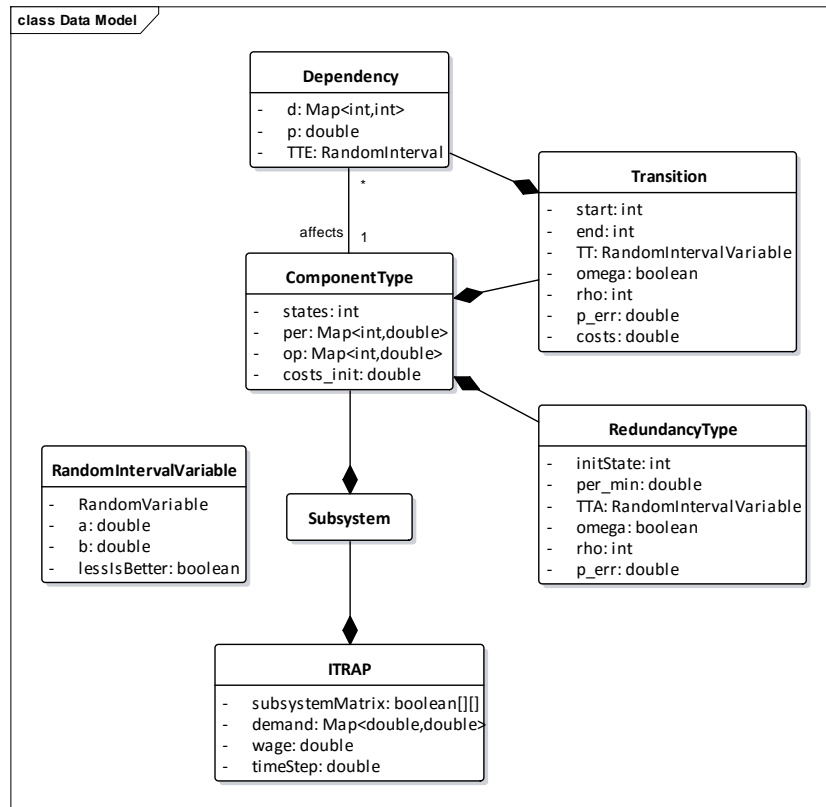 class Data Model
Dependency
- d: Map<int,int>
- p: double
- TTE: RandomInterval
Transition
- start: int
- end: int
- TT: RandomIntervalVariable
- omega: boolean
- rho: int
- p_err: double
- costs: double
*
affects
1
ComponentType
- states: int
- per: Map<int,double>
- op: Map<int,double>
- costs_init: double
RedundancyType
- initState: int
- per_min: double
- TTA: RandomIntervalVariable
- omega: boolean
- rho: int
- p_err: double
RandomIntervalVariable
- RandomVariable
- a: double
- b: double
- lessIsBetter: boolean
Subsystem
ITRAP
- subsystemMatrix: boolean[][]
- demand: Map<double,double>
- wage: double
- timeStep: double